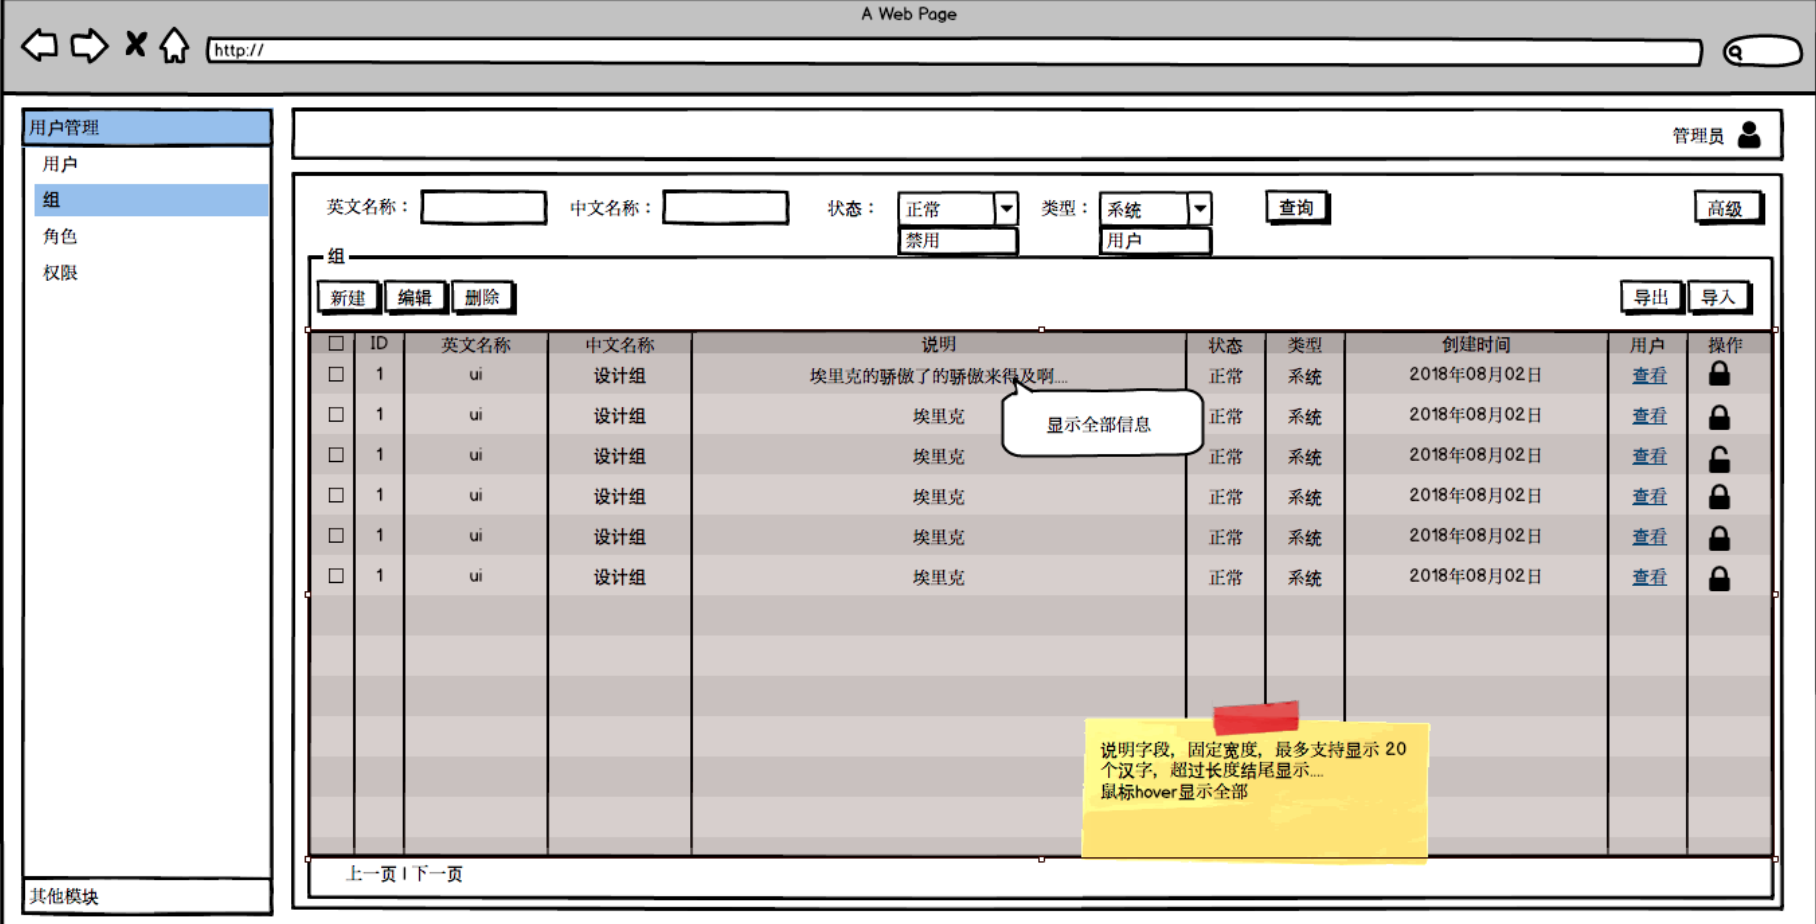 A Web Page
http://
用户管理
用户
组
角色
权限
其他模块
管理员
英文名称： 中文名称： 状态： 正常 类型： 系统 查询 高级
禁用 用户
组
新建 编辑 删除 导出 导入
ID 英文名称 中文名称 说明 状态 类型 创建时间 用户 操作
1 ui 设计组 埃里克的骄傲了的骄傲来得及啊.... 正常 系统 2018年08月02日 查看
显示全部信息
1 ui 设计组 埃里克 正常 系统 2018年08月02日 查看
1 ui 设计组 埃里克 正常 系统 2018年08月02日 查看
1 ui 设计组 埃里克 正常 系统 2018年08月02日 查看
1 ui 设计组 埃里克 正常 系统 2018年08月02日 查看
1 ui 设计组 埃里克 正常 系统 2018年08月02日 查看
说明字段，固定宽度，最多支持显示 20
个汉字，超过长度结尾显示....
鼠标hover显示全部
上一页 | 下一页